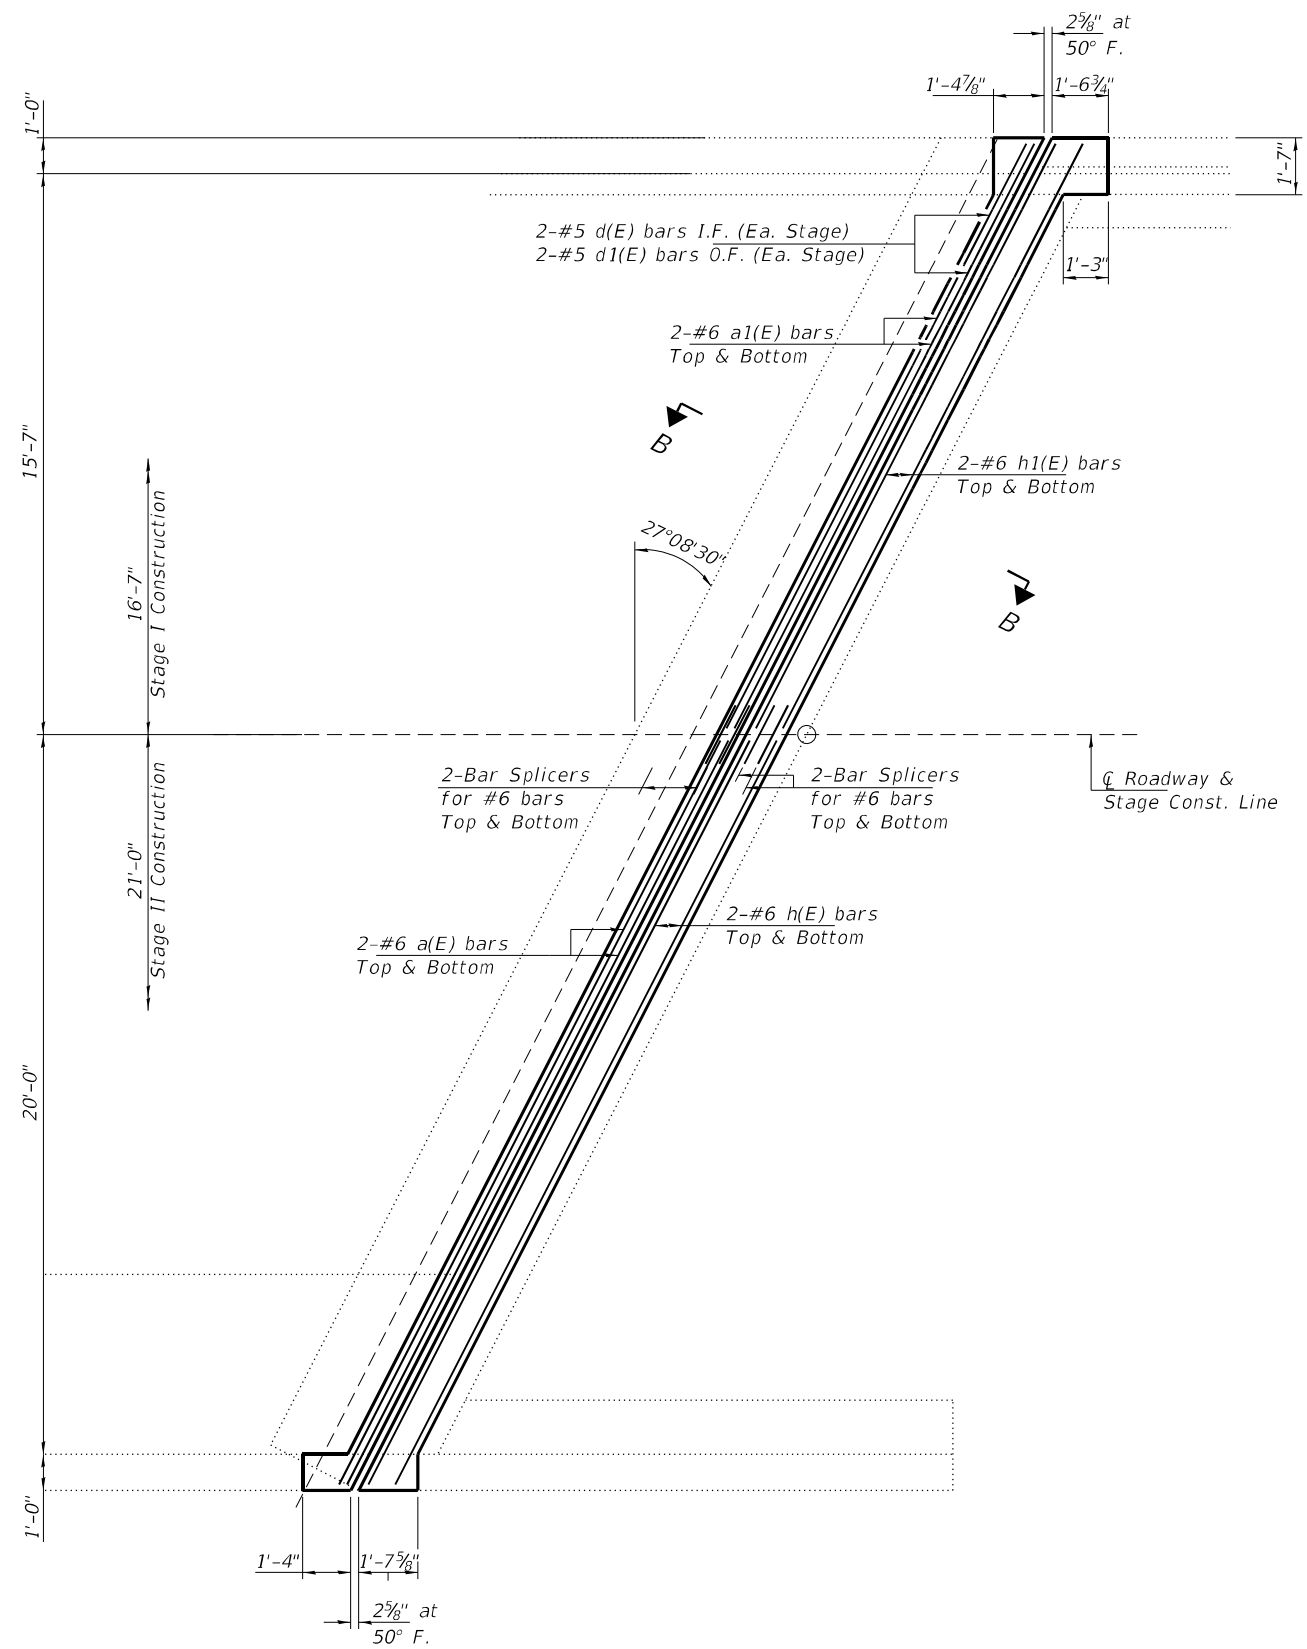 2⅝" at
50° F.
1'-4⅞"
1'-6¾"
1'-0"
1'-7"
2-#5 d(E) bars I.F. (Ea. Stage)
2-#5 d1(E) bars O.F. (Ea. Stage)
1'-3"
2-#6 a1(E) bars
Top & Bottom
B
15'-7"
2-#6 h1(E) bars
Top & Bottom
27°08'30"
16'-7"
Stage I Construction
B
2-Bar Splicers
for #6 bars
Top & Bottom
2-Bar Splicers
for #6 bars
Top & Bottom
℄ Roadway &
Stage Const. Line
21'-0"
Stage II Construction
2-#6 h(E) bars
Top & Bottom
2-#6 a(E) bars
Top & Bottom
20'-0"
1'-0"
1'-4"
1'-7⅝"
2⅝" at
50° F.